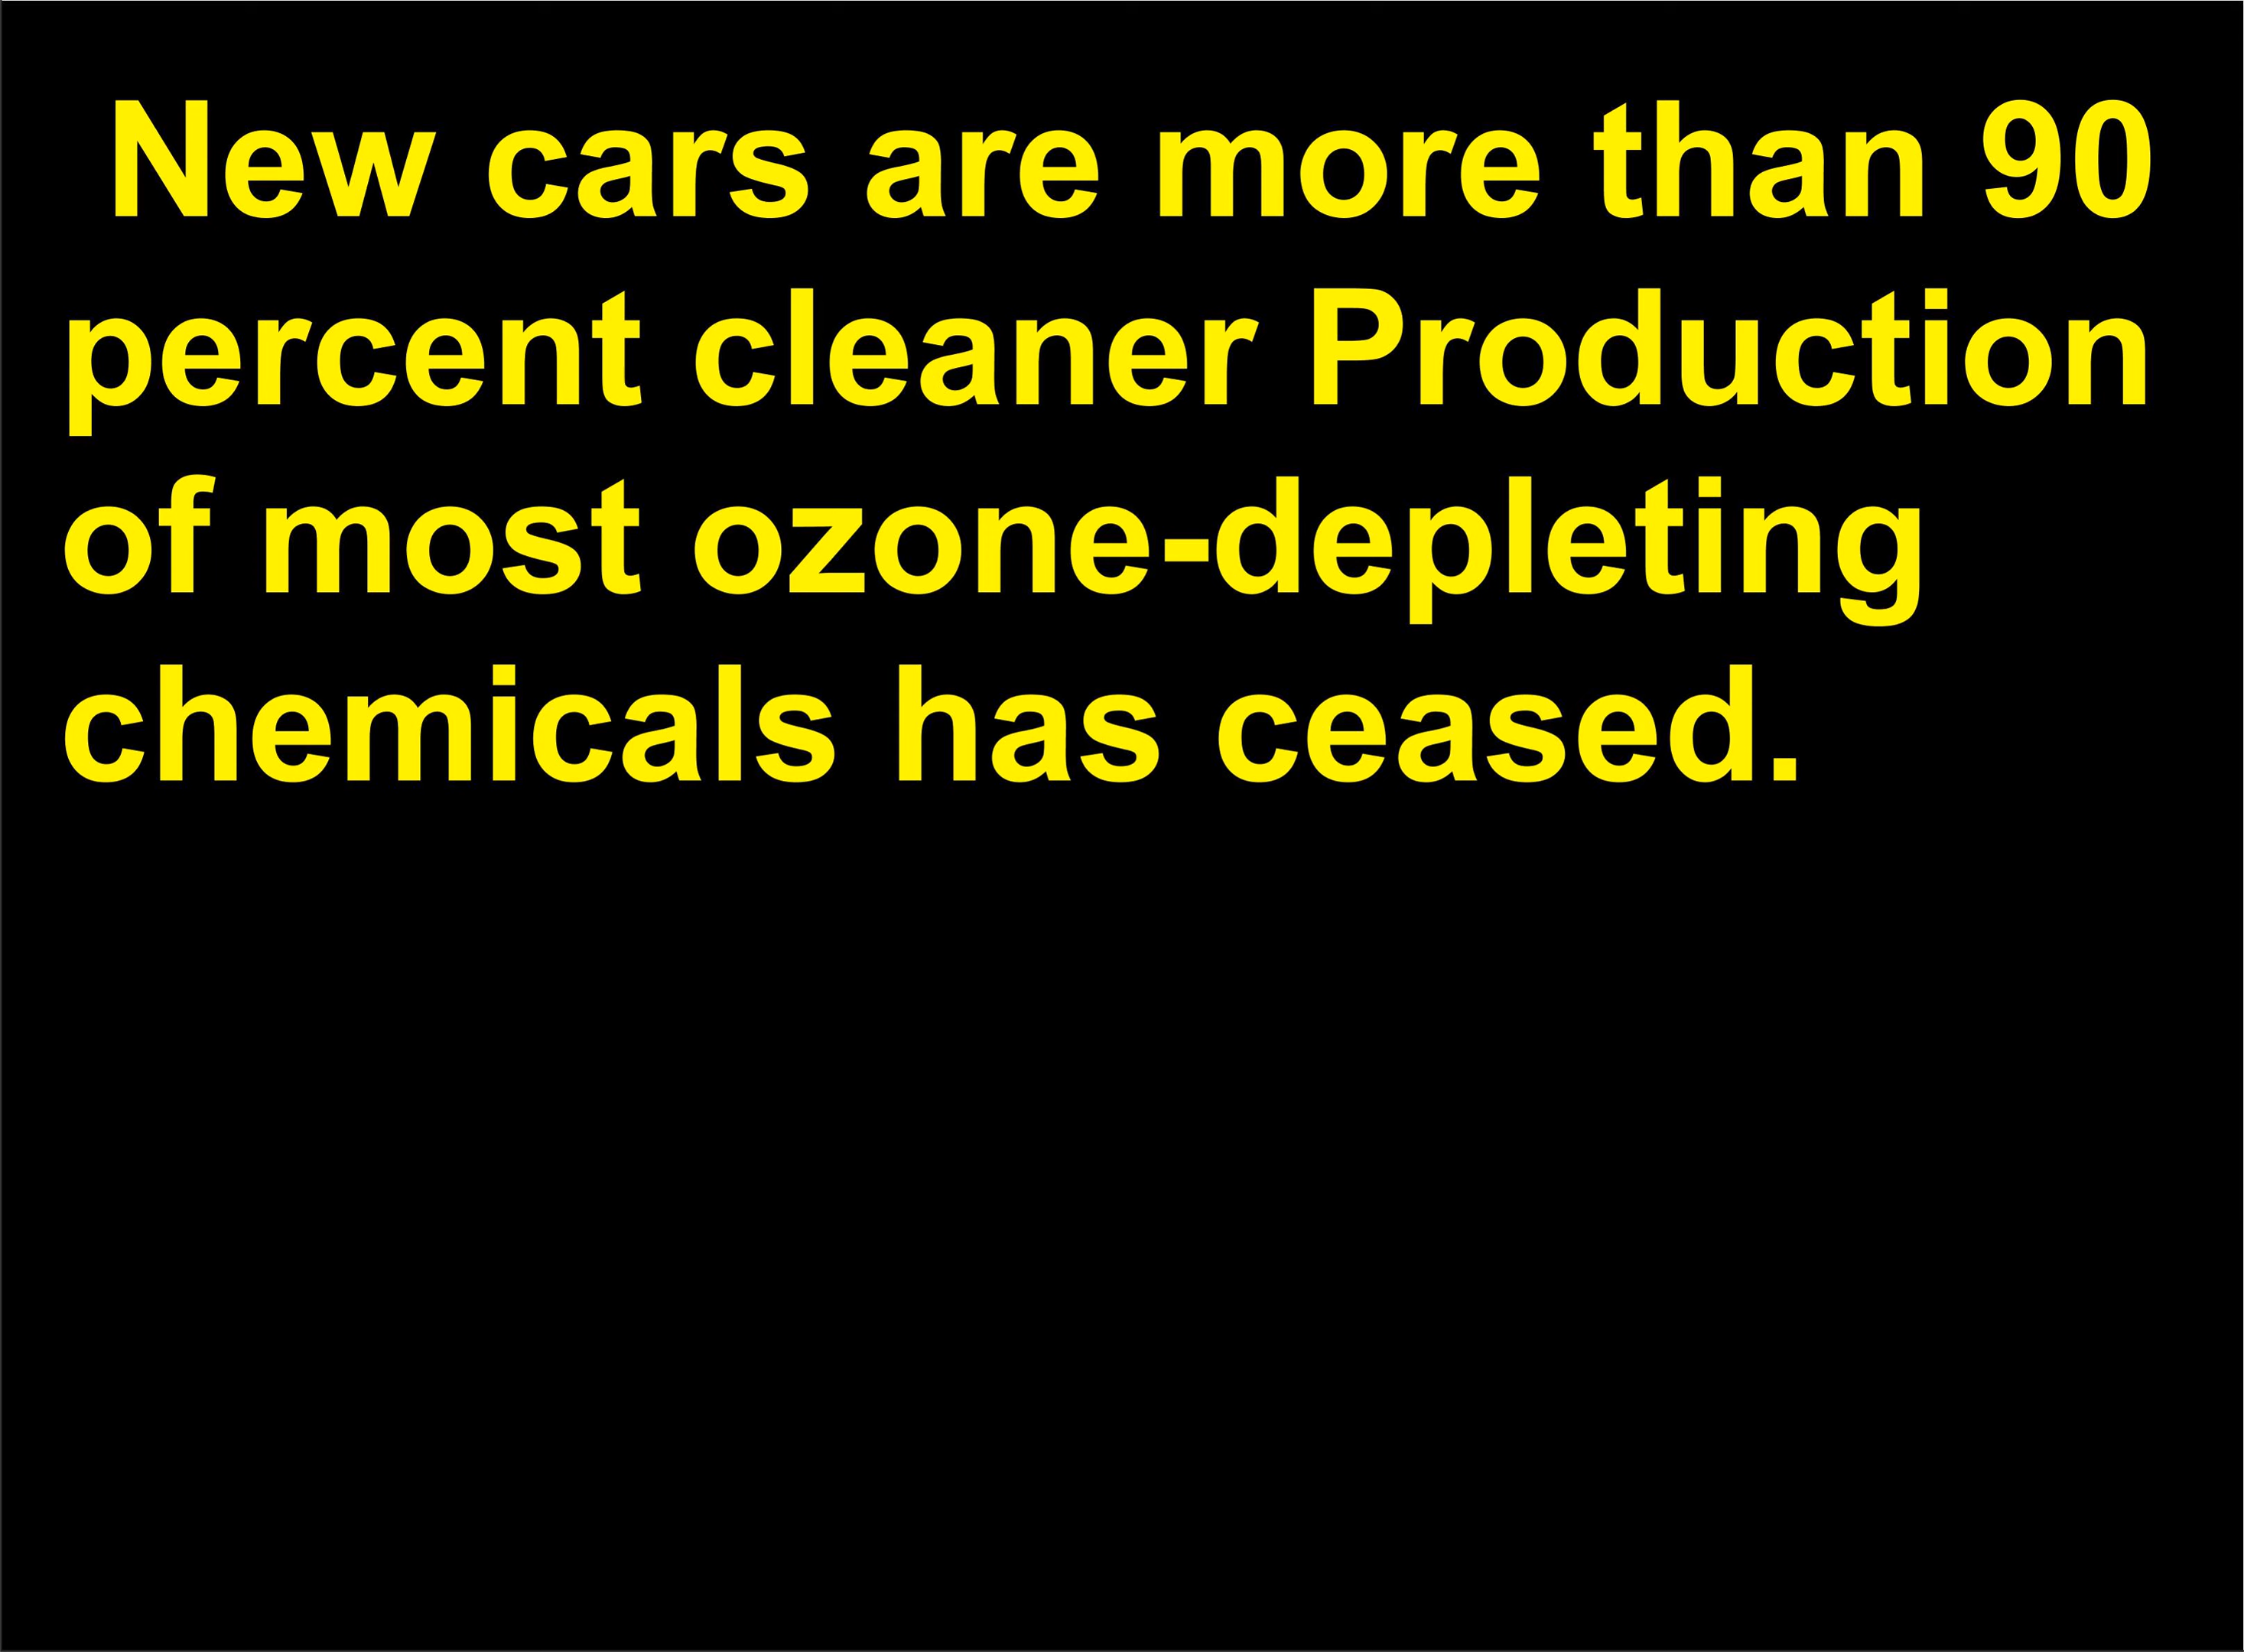 New cars are more than 90
percent cleaner Production
of most ozone-depleting
chemicals has ceased.